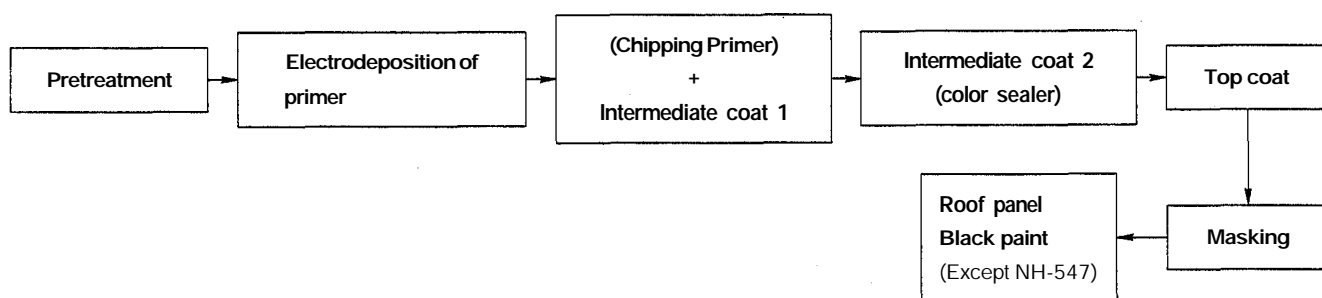 Pretreatment
Electrodeposition of
primer
(Chipping Primer)
+
Intermediate coat 1
Intermediate coat 2
(color sealer)
Top coat
Masking
Roof panel
Black paint
(Except NH-547)